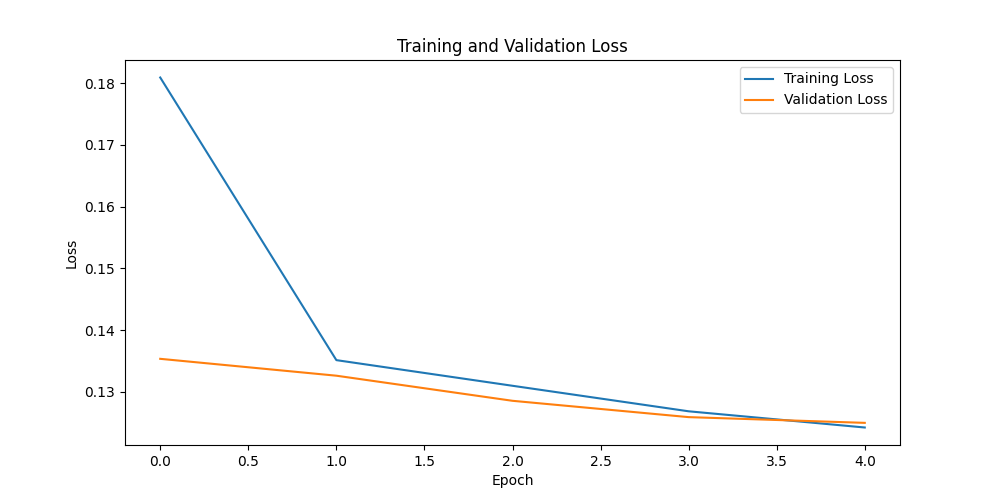 Training and Validation Loss
Training Loss
Validation Loss
0.18
0.17
0.16
0.15
0.14
0.13
Loss
0.0 0.5 1.0 1.5 2.0 2.5 3.0 3.5 4.0
Epoch